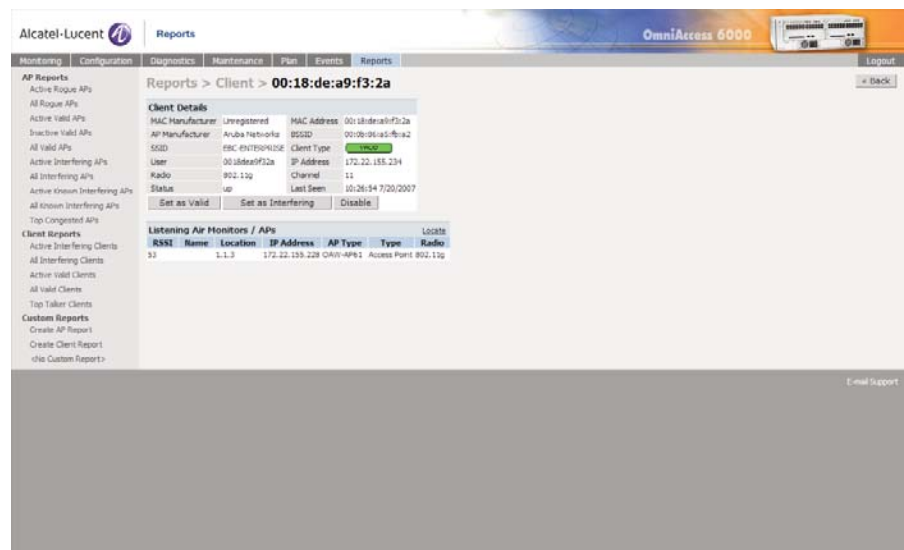 Alcatel·Lucent
Reports
OmniAccess 6000
Monitoring Configuration Diagnostics Maintenance Plan Events Reports Logout
AP Reports
Active Rogue APs
All Rogue APs
Active Valid APs
Inactive Valid APs
All Valid APs
Active Interfering APs
All Interfering APs
Active Known Interfering APs
All Known Interfering APs
Top Congested APs
Client Reports
Active Interfering Clients
All Interfering Clients
Active Valid Clients
All Valid Clients
Top Talker Clients
Custom Reports
Create AP Report
Create Client Report
<No Custom Report>
Reports > Client > 00:18:de:a9:f3:2a
« Back
Client Details
MAC Manufacturer Unregistered MAC Address 00:18:de:a9:f3:2a
AP Manufacturer Aruba Networks BSSID 00:0b:86:a5:fb:a2
SSID EBC-ENTERPRISE Client Type VALID
User 0018dea9f32a IP Address 172.22.155.234
Radio 802.11g Channel 11
Status up Last Seen 10:26:54 7/20/2007
Set as Valid Set as Interfering Disable
Listening Air Monitors / APs Locate
RSSI Name Location IP Address AP Type Type Radio
53 1.1.3 172.22.155.228 OAW-AP61 Access Point 802.11g
E-mail Support